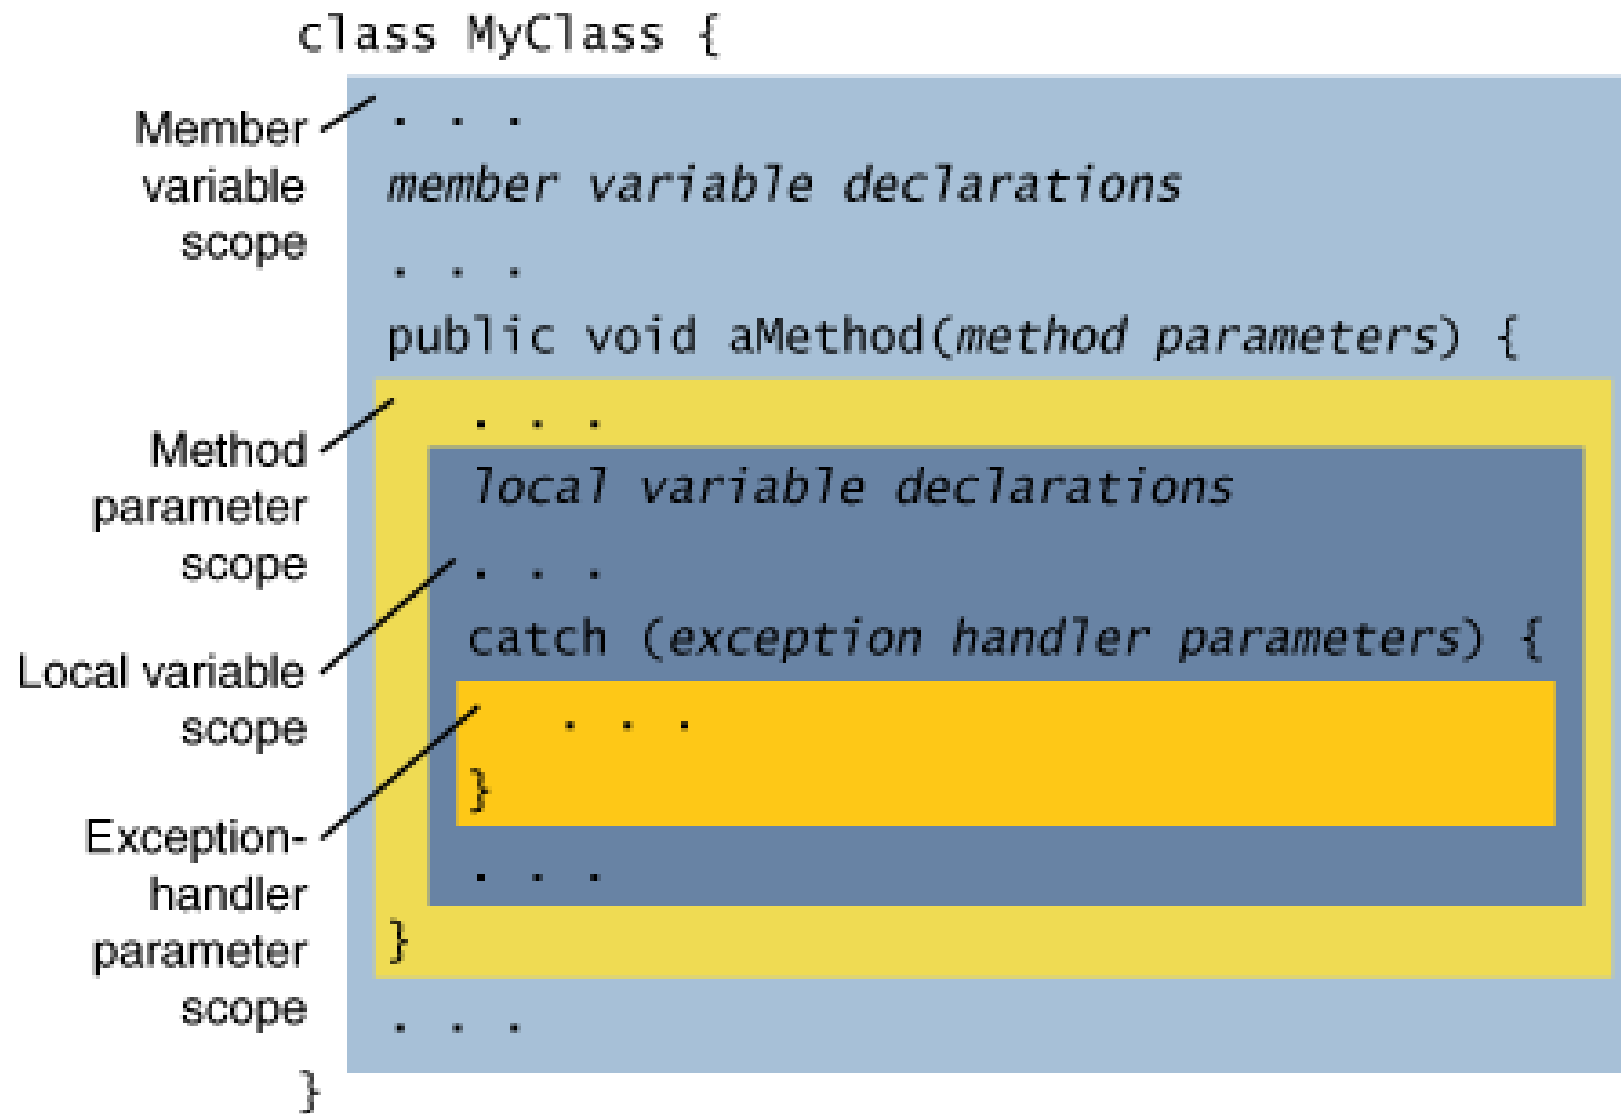 class MyClass {
Member
variable
scope
. . .
member variable declarations
. . .
public void aMethod(method parameters) {
Method
parameter
scope
. . .
local variable declarations
Local variable
scope
. . .
catch (exception handler parameters) {
Exception-
handler
parameter
scope
. . .
}
. . .
}
. . .
}